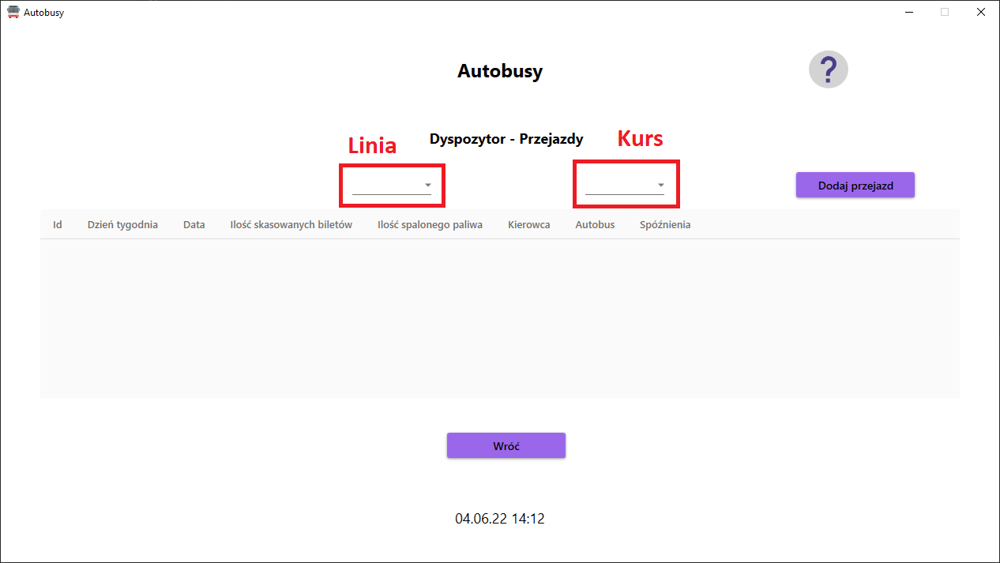 Autobusy
Autobusy
?
Linia
Dyspozytor - Przejazdy
Kurs
Dodaj przejazd
Id Dzień tygodnia Data Ilość skasowanych biletów Ilość spalonego paliwa Kierowca Autobus Spóźnienia
Wróć
04.06.22 14:12